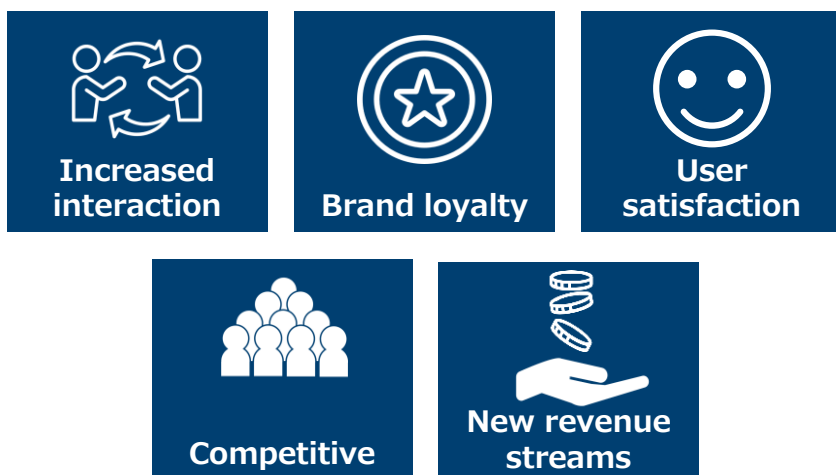 Increased
interaction
Brand loyalty
User
satisfaction
Competitive
New revenue
streams